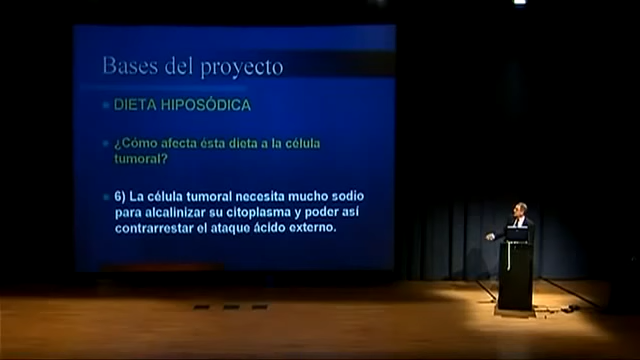 Bases del proyecto
DIETA HIPOSÓDICA
¿Cómo afecta ésta dieta a la célula
tumoral?
6) La célula tumoral necesita mucho sodio
para alcalinizar su citoplasma y poder así
contrarrestar el ataque ácido externo.